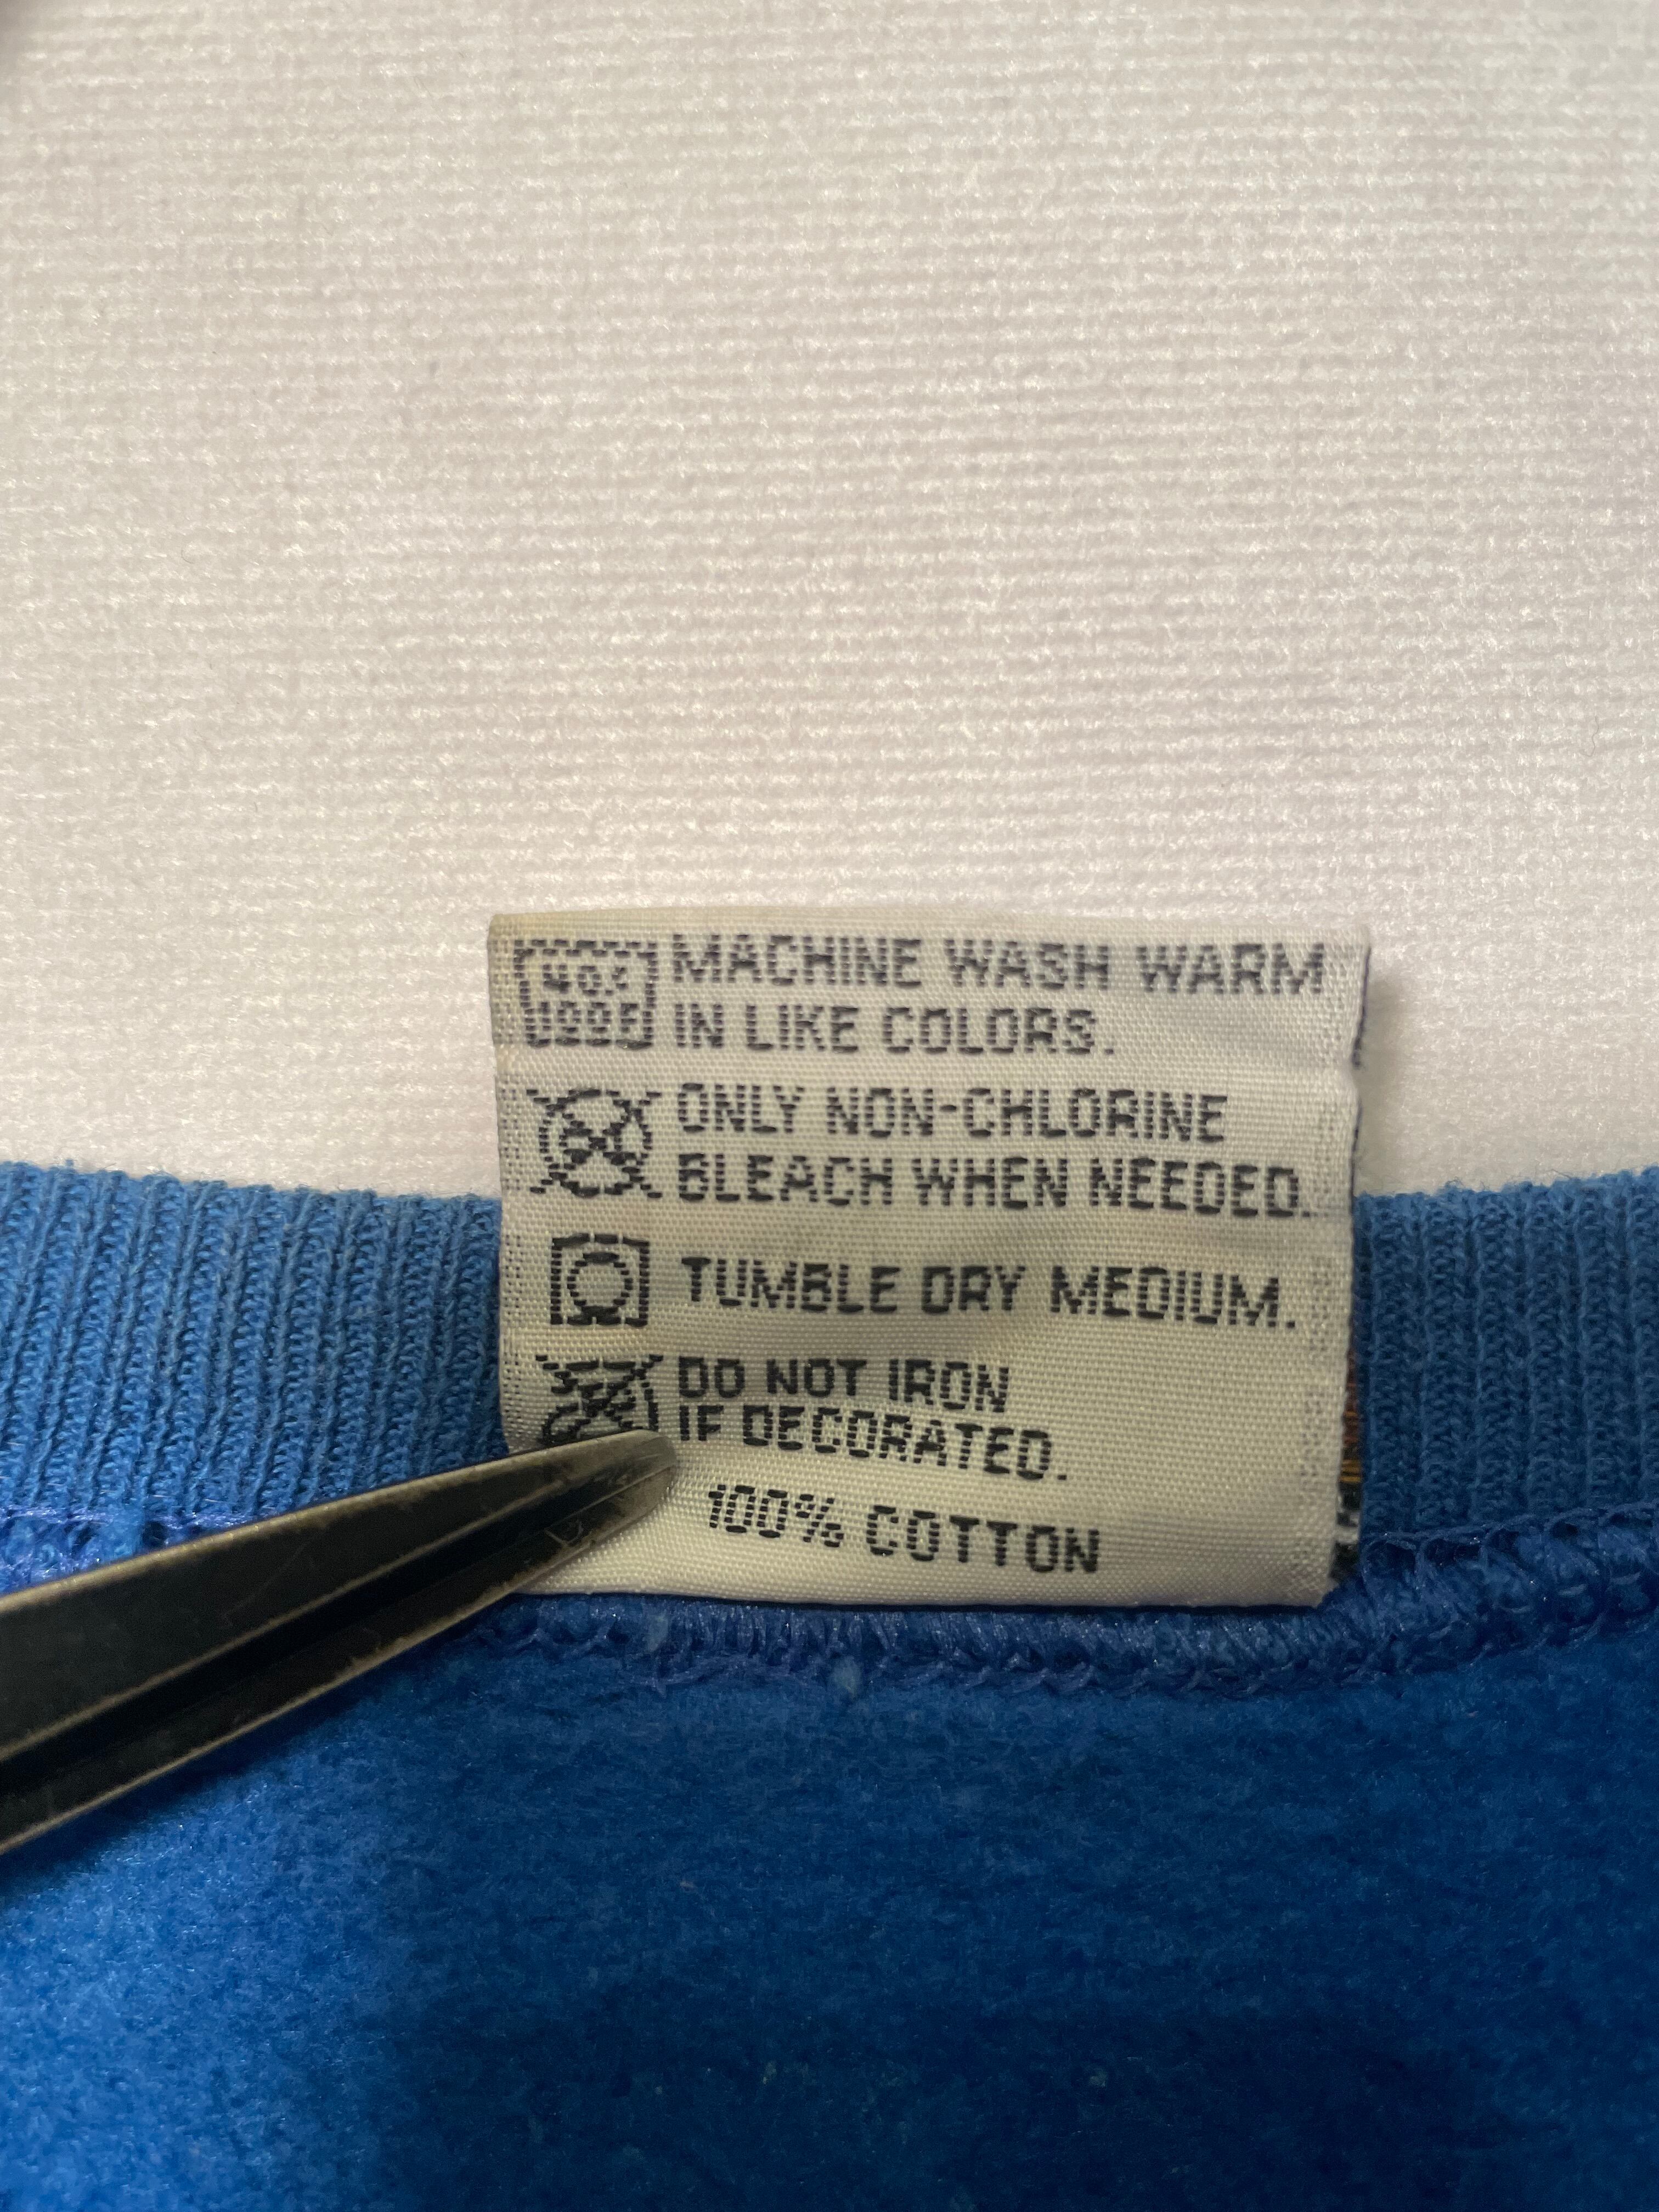 MACHINE WASH WARM
IN LIKE COLORS.
ONLY NON-CHLORINE
BLEACH WHEN NEEDED.
TUMBLE DRY MEDIUM.
DO NOT IRON
IF DECORATED.
100% COTTON